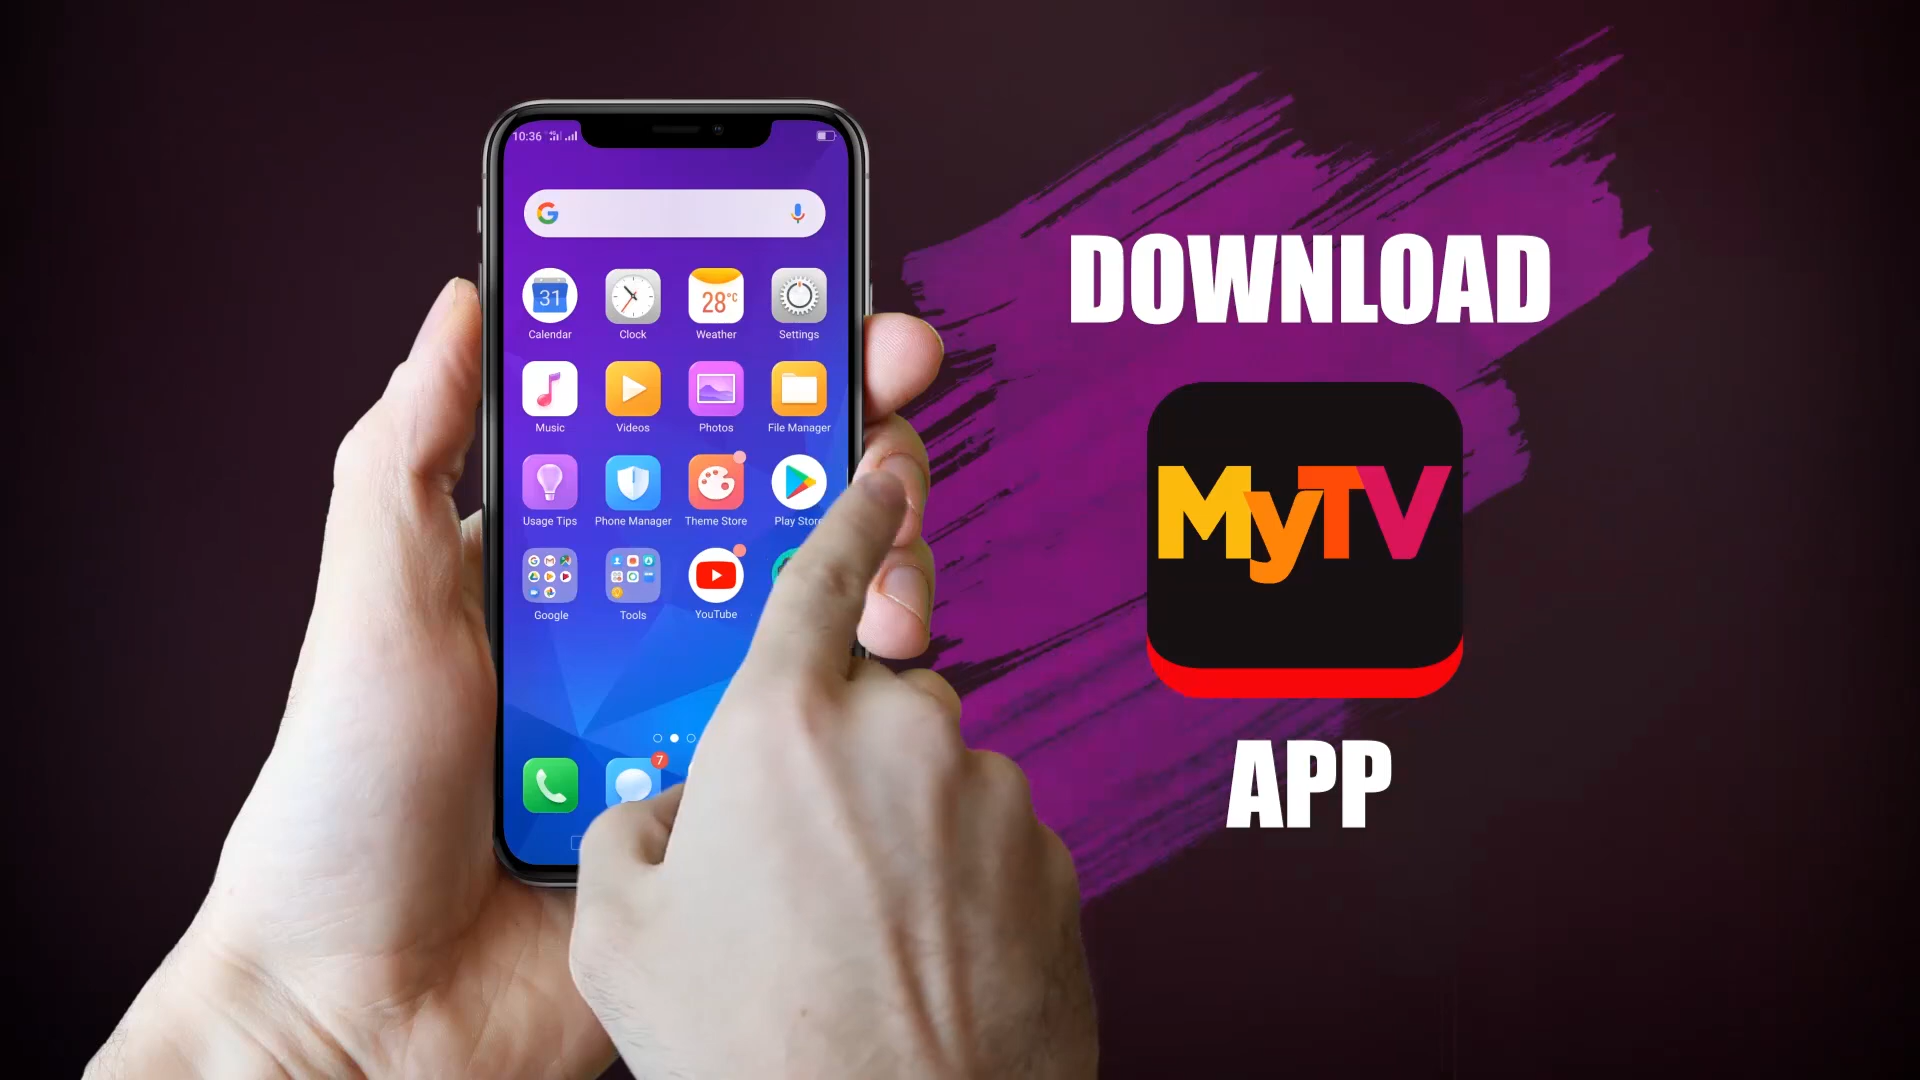 10:36
31
28°C
Calendar
Clock
Weather
Settings
Music
Videos
Photos
File Manager
Usage Tips
Phone Manager
Theme Store
Play Store
Google
Tools
YouTube
7
DOWNLOAD
MyTV
APP